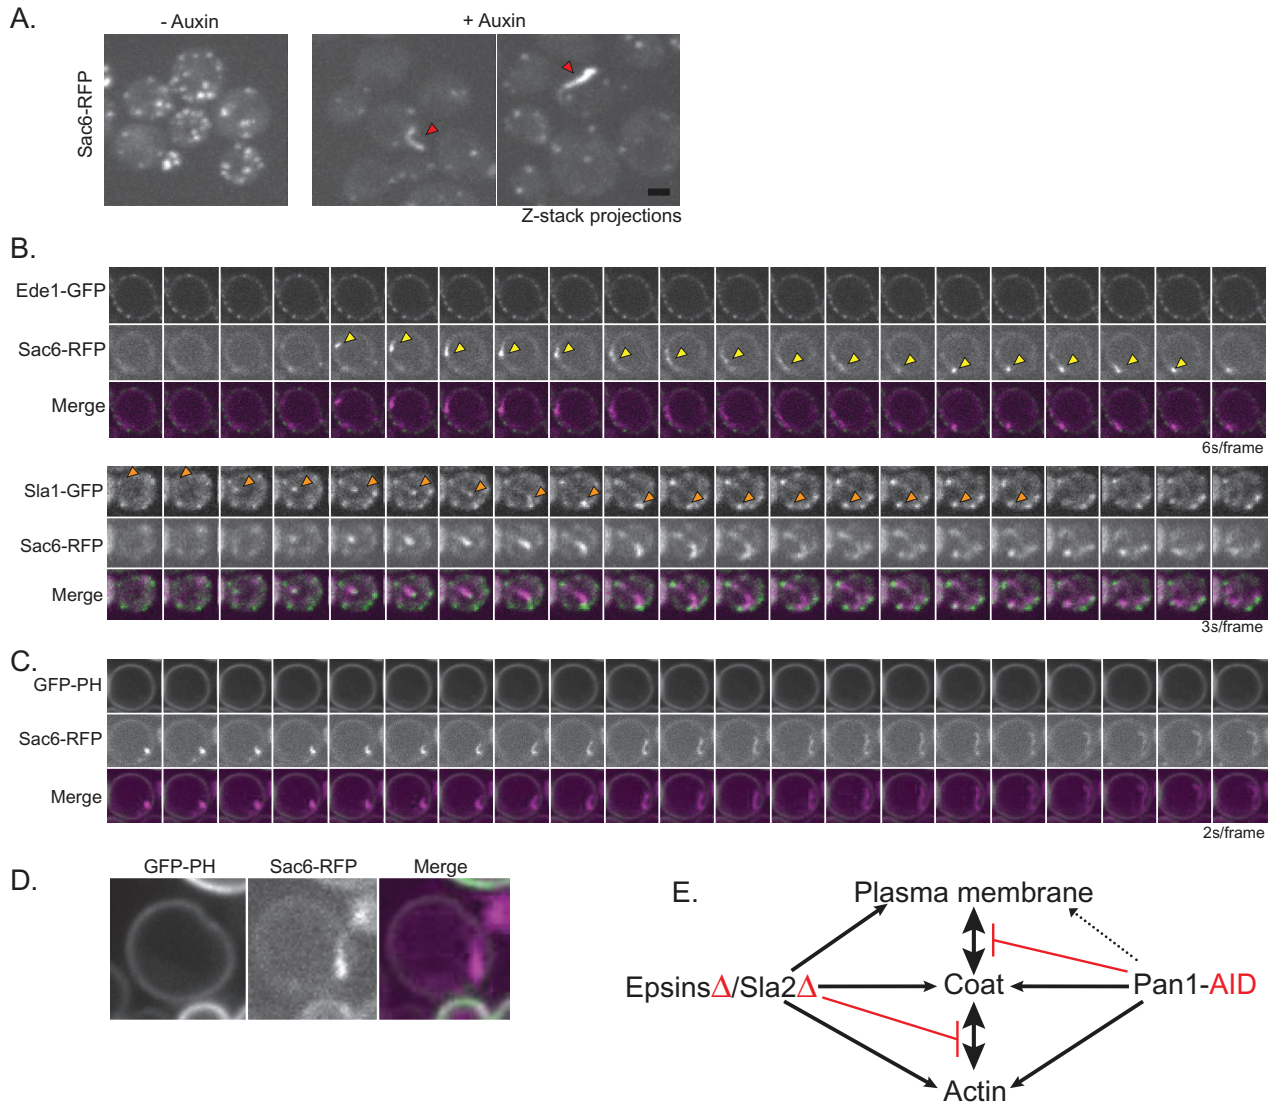 A.
- Auxin
+ Auxin
Sac6-RFP
Z-stack projections
B.
Ede1-GFP
Sac6-RFP
Merge
6s/frame
Sla1-GFP
Sac6-RFP
Merge
3s/frame
C.
GFP-PH
Sac6-RFP
Merge
2s/frame
D.
GFP-PH
Sac6-RFP
Merge
E.
Plasma membrane
EpsinsΔ/Sla2Δ
Coat
Pan1-AID
Actin